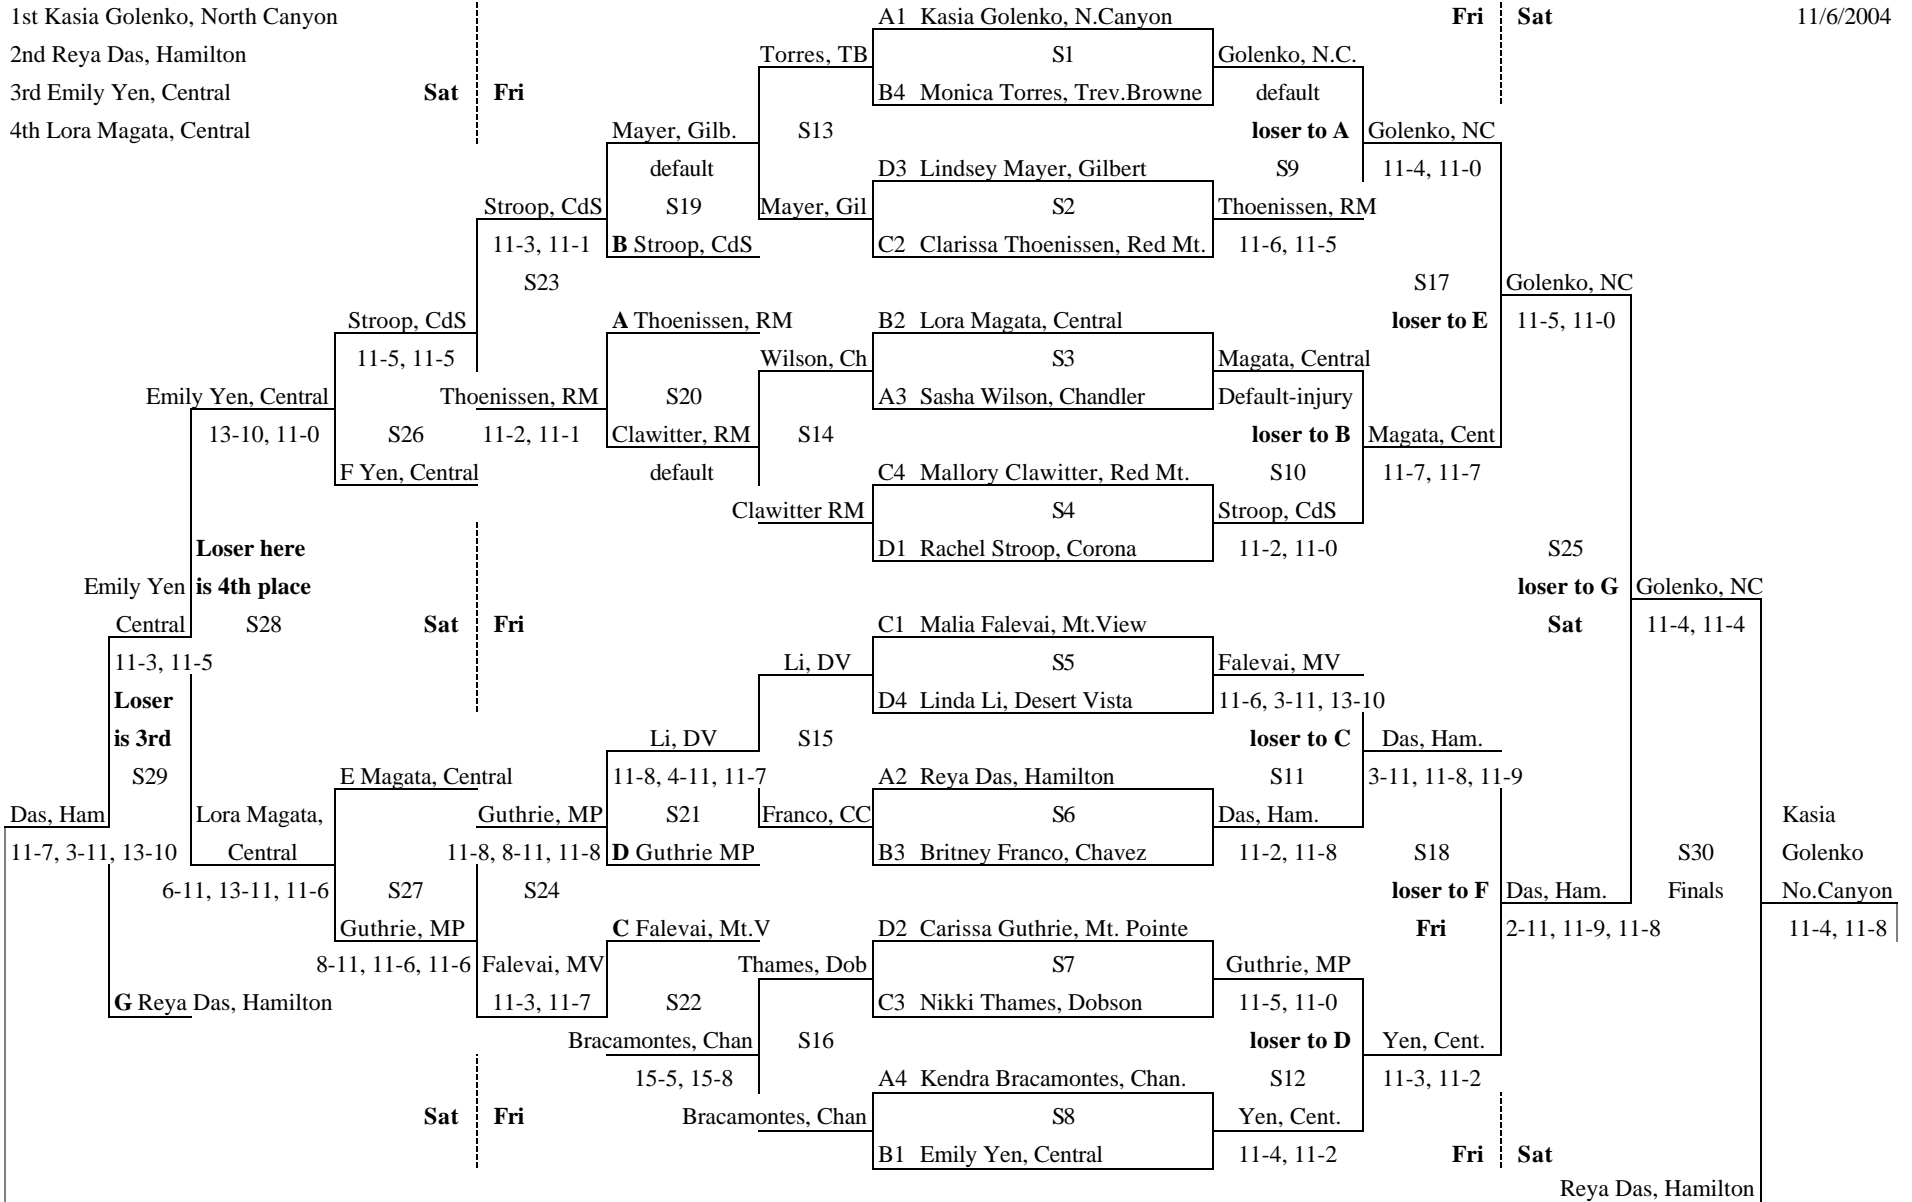 1st Kasia Golenko, North Canyon A1 Kasia Golenko, N.Canyon Fri Sat 11/6/2004
2nd Reya Das, Hamilton Torres, TB S1 Golenko, N.C.
3rd Emily Yen, Central Sat Fri B4 Monica Torres, Trev.Browne default
4th Lora Magata, Central Mayer, Gilb. S13 loser to A Golenko, NC
default D3 Lindsey Mayer, Gilbert S9 11-4, 11-0
Stroop, CdS S19 Mayer, Gil S2 Thoenissen, RM
11-3, 11-1 B Stroop, CdS C2 Clarissa Thoenissen, Red Mt. 11-6, 11-5
S23 S17 Golenko, NC
Stroop, CdS A Thoenissen, RM B2 Lora Magata, Central loser to E 11-5, 11-0
11-5, 11-5 Wilson, Ch S3 Magata, Central
Emily Yen, Central Thoenissen, RM S20 A3 Sasha Wilson, Chandler Default-injury
13-10, 11-0 S26 11-2, 11-1 Clawitter, RM S14 loser to B Magata, Cent
F Yen, Central default C4 Mallory Clawitter, Red Mt. S10 11-7, 11-7
Clawitter RM S4 Stroop, CdS
Loser here D1 Rachel Stroop, Corona 11-2, 11-0 S25
Emily Yen is 4th place loser to G Golenko, NC
Central S28 Sat Fri C1 Malia Falevai, Mt.View Sat 11-4, 11-4
11-3, 11-5 Li, DV S5 Falevai, MV
Loser D4 Linda Li, Desert Vista 11-6, 3-11, 13-10
is 3rd Li, DV S15 loser to C Das, Ham.
S29 E Magata, Central 11-8, 4-11, 11-7 A2 Reya Das, Hamilton S11 3-11, 11-8, 11-9
Das, Ham Lora Magata, Guthrie, MP S21 Franco, CC S6 Das, Ham. Kasia
11-7, 3-11, 13-10 Central 11-8, 8-11, 11-8 D Guthrie MP B3 Britney Franco, Chavez 11-2, 11-8 S18 S30 Golenko
6-11, 13-11, 11-6 S27 S24 loser to F Das, Ham. Finals No.Canyon
Guthrie, MP C Falevai, Mt.V D2 Carissa Guthrie, Mt. Pointe Fri 2-11, 11-9, 11-8 11-4, 11-8
8-11, 11-6, 11-6 Falevai, MV Thames, Dob S7 Guthrie, MP
G Reya Das, Hamilton 11-3, 11-7 S22 C3 Nikki Thames, Dobson 11-5, 11-0
Bracamontes, Chan S16 loser to D Yen, Cent.
15-5, 15-8 A4 Kendra Bracamontes, Chan. S12 11-3, 11-2
Sat Fri Bracamontes, Chan S8 Yen, Cent.
B1 Emily Yen, Central 11-4, 11-2 Fri Sat
Reya Das, Hamilton